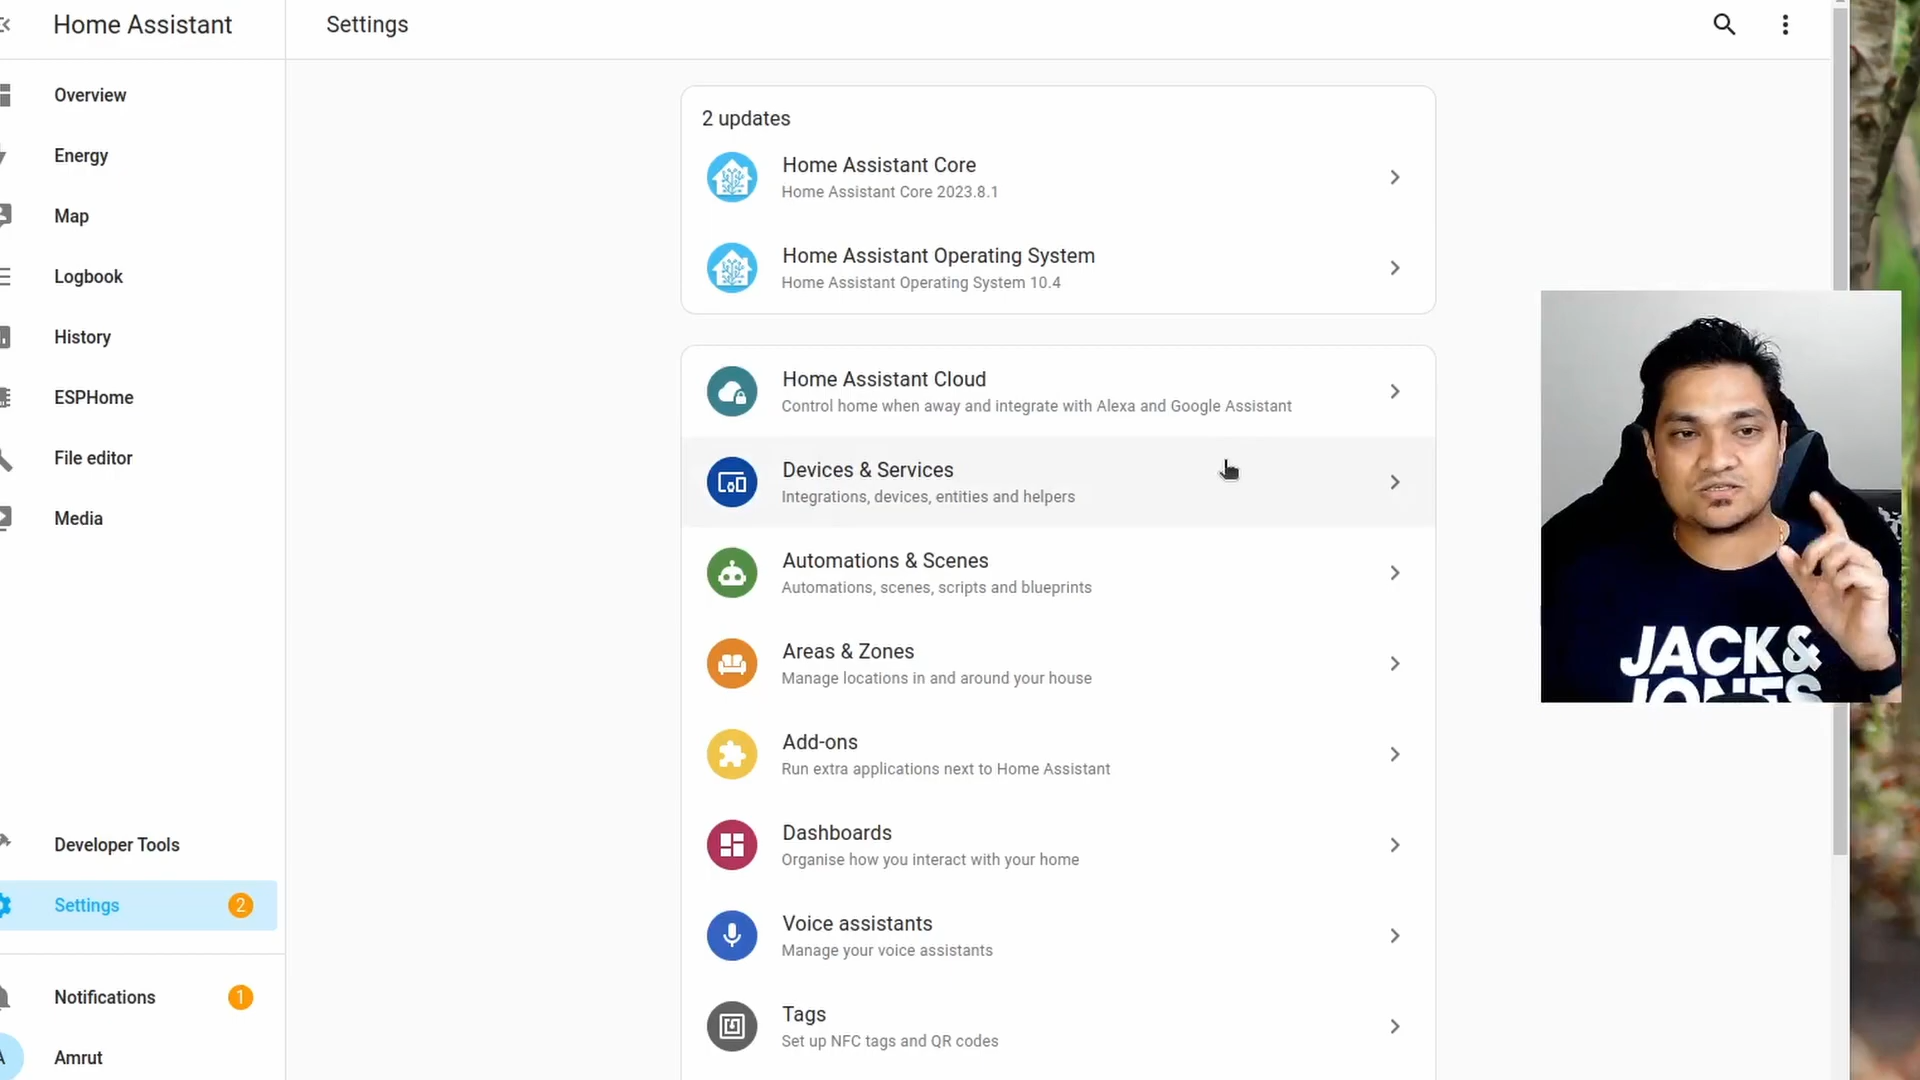 Home Assistant
Settings
Overview
Energy
Map
Logbook
History
ESPHome
File editor
Media
Developer Tools
Settings
2
Notifications
1
A
Amrut
2 updates
Home Assistant Core
Home Assistant Core 2023.8.1
Home Assistant Operating System
Home Assistant Operating System 10.4
Home Assistant Cloud
Control home when away and integrate with Alexa and Google Assistant
Devices & Services
Integrations, devices, entities and helpers
Automations & Scenes
Automations, scenes, scripts and blueprints
Areas & Zones
Manage locations in and around your house
Add-ons
Run extra applications next to Home Assistant
Dashboards
Organise how you interact with your home
Voice assistants
Manage your voice assistants
Tags
Set up NFC tags and QR codes
JACK&
JONES